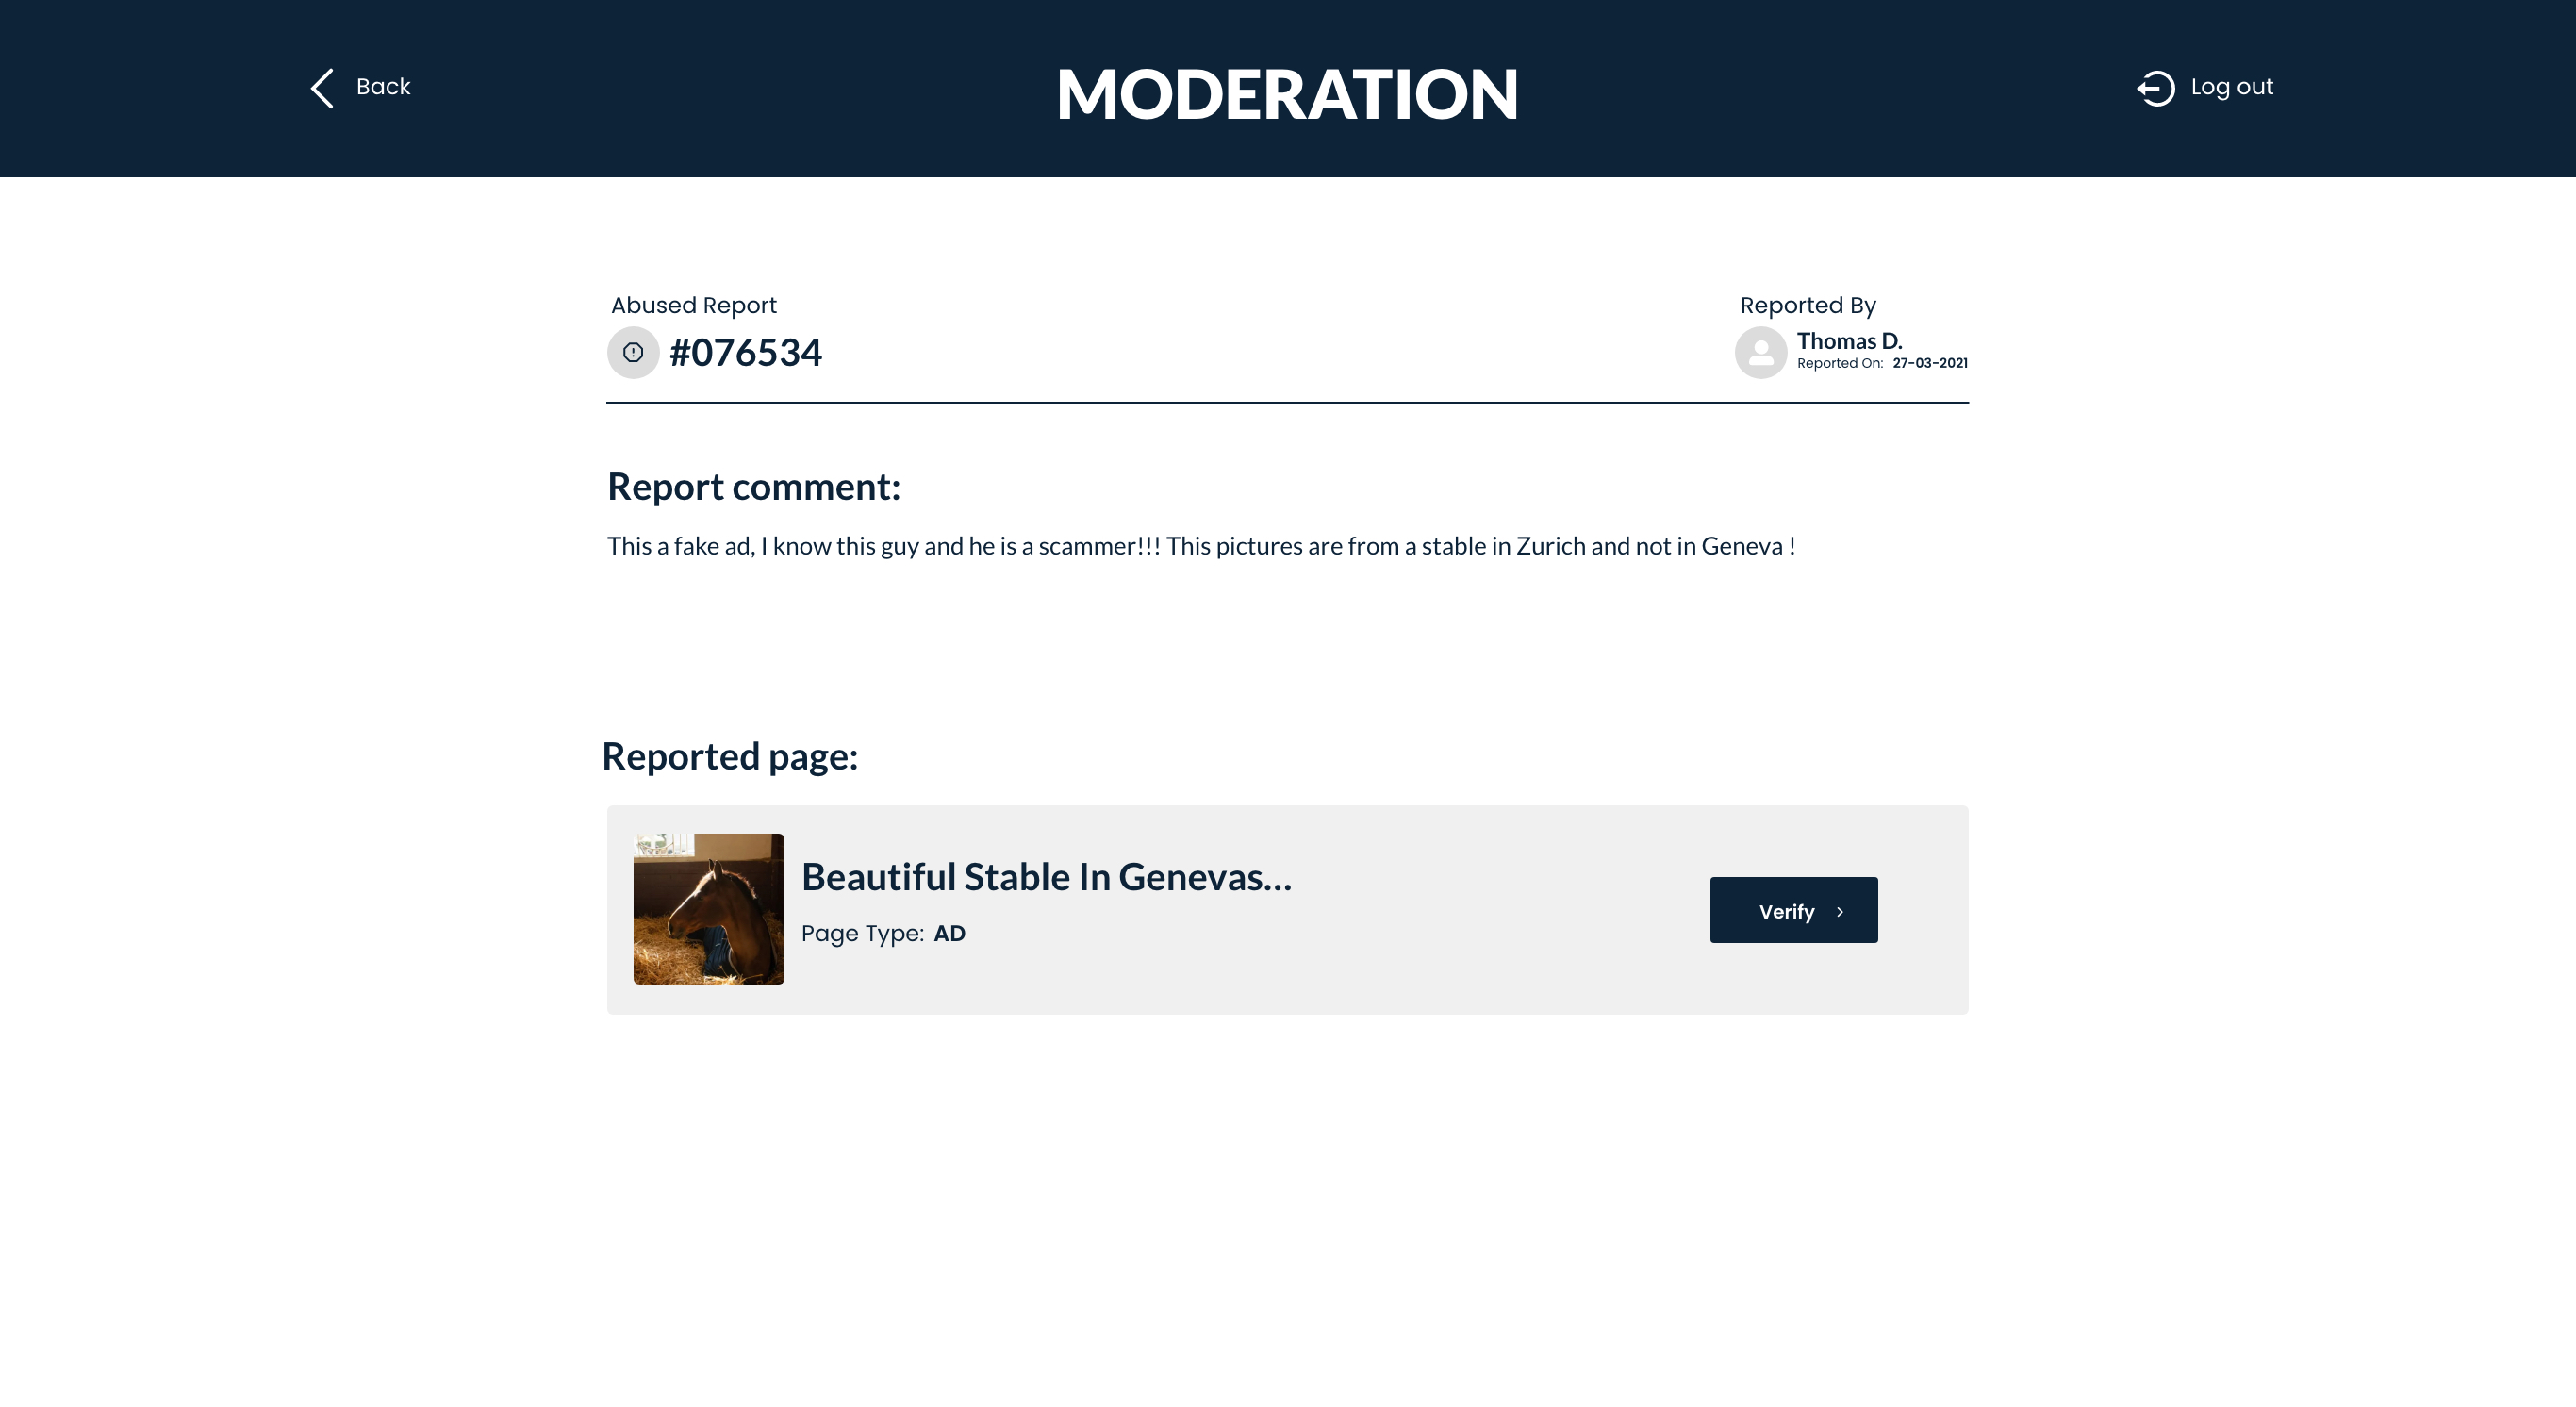 Back
MODERATION
Log out
Abused Report
#076534
Reported By
Thomas D.
Reported On: 27-03-2021
Report comment:
This a fake ad, I know this guy and he is a scammer!!! This pictures are from a stable in Zurich and not in Geneva !
Reported page:
Beautiful Stable In Genevas...
Page Type: AD
Verify